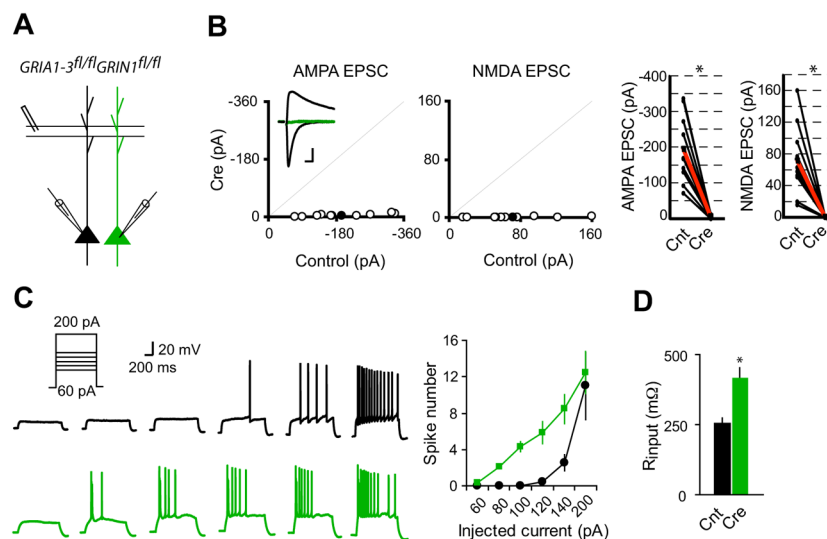 A
GRIA1-3fl/flGRIN1fl/fl
B
AMPA EPSC
NMDA EPSC
Cre (pA)
-360
-180
0
0
-180
-360
Control (pA)
160
80
0
0
80
160
Control (pA)
AMPA EPSC (pA)
-400
-300
-200
-100
0
*
Cnt
Cre
NMDA EPSC (pA)
200
160
120
80
40
0
*
Cnt
Cre
C
200 pA
60 pA
20 mV
200 ms
Spike number
16
12
8
4
0
60
80
100
120
140
200
Injected current (pA)
D
Rinput (mΩ)
500
250
0
*
Cnt
Cre